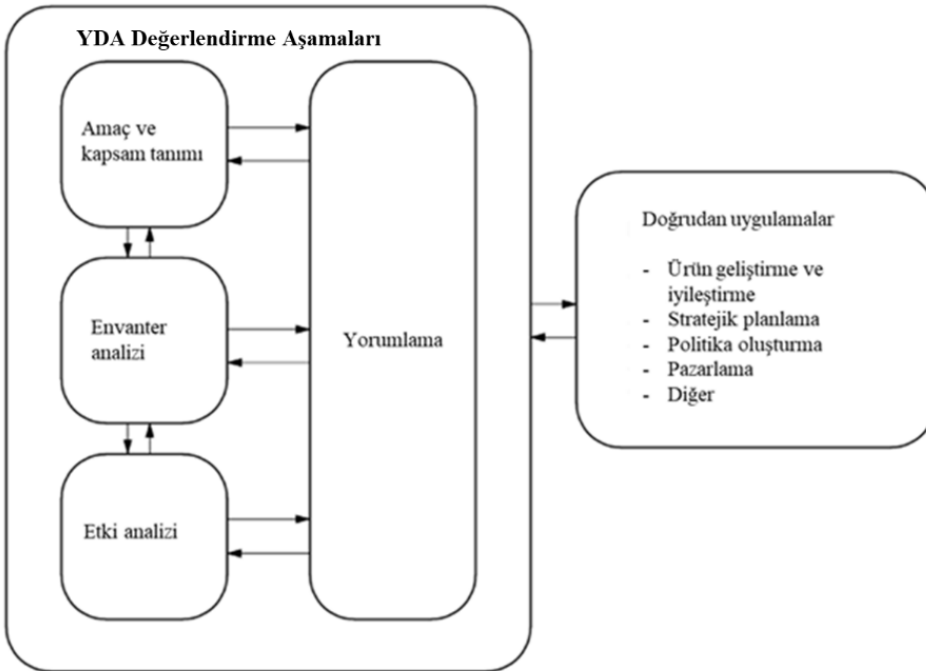 YDA Değerlendirme Aşamaları
Amaç ve
kapsam tanımı
Envanter
analizi
Etki analizi
Yorumlama
Doğrudan uygulamalar
- Ürün geliştirme ve
iyileştirme
- Stratejik planlama
- Politika oluşturma
- Pazarlama
- Diğer